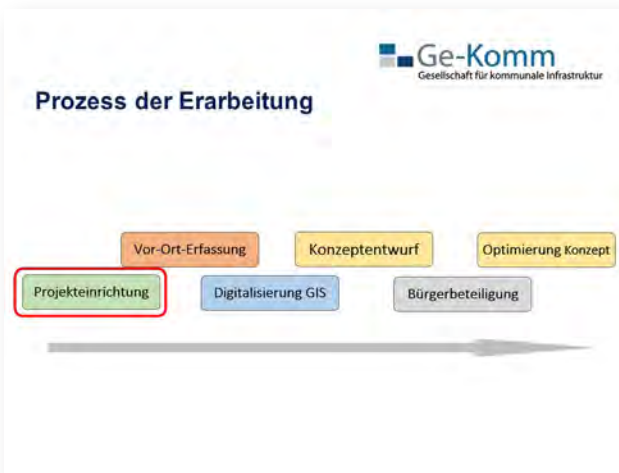 Ge-Komm
Gesellschaft für kommunale Infrastruktur
Prozess der Erarbeitung
Vor-Ort-Erfassung
Konzeptentwurf
Optimierung Konzept
Projekteinrichtung
Digitalisierung GIS
Bürgerbeteiligung